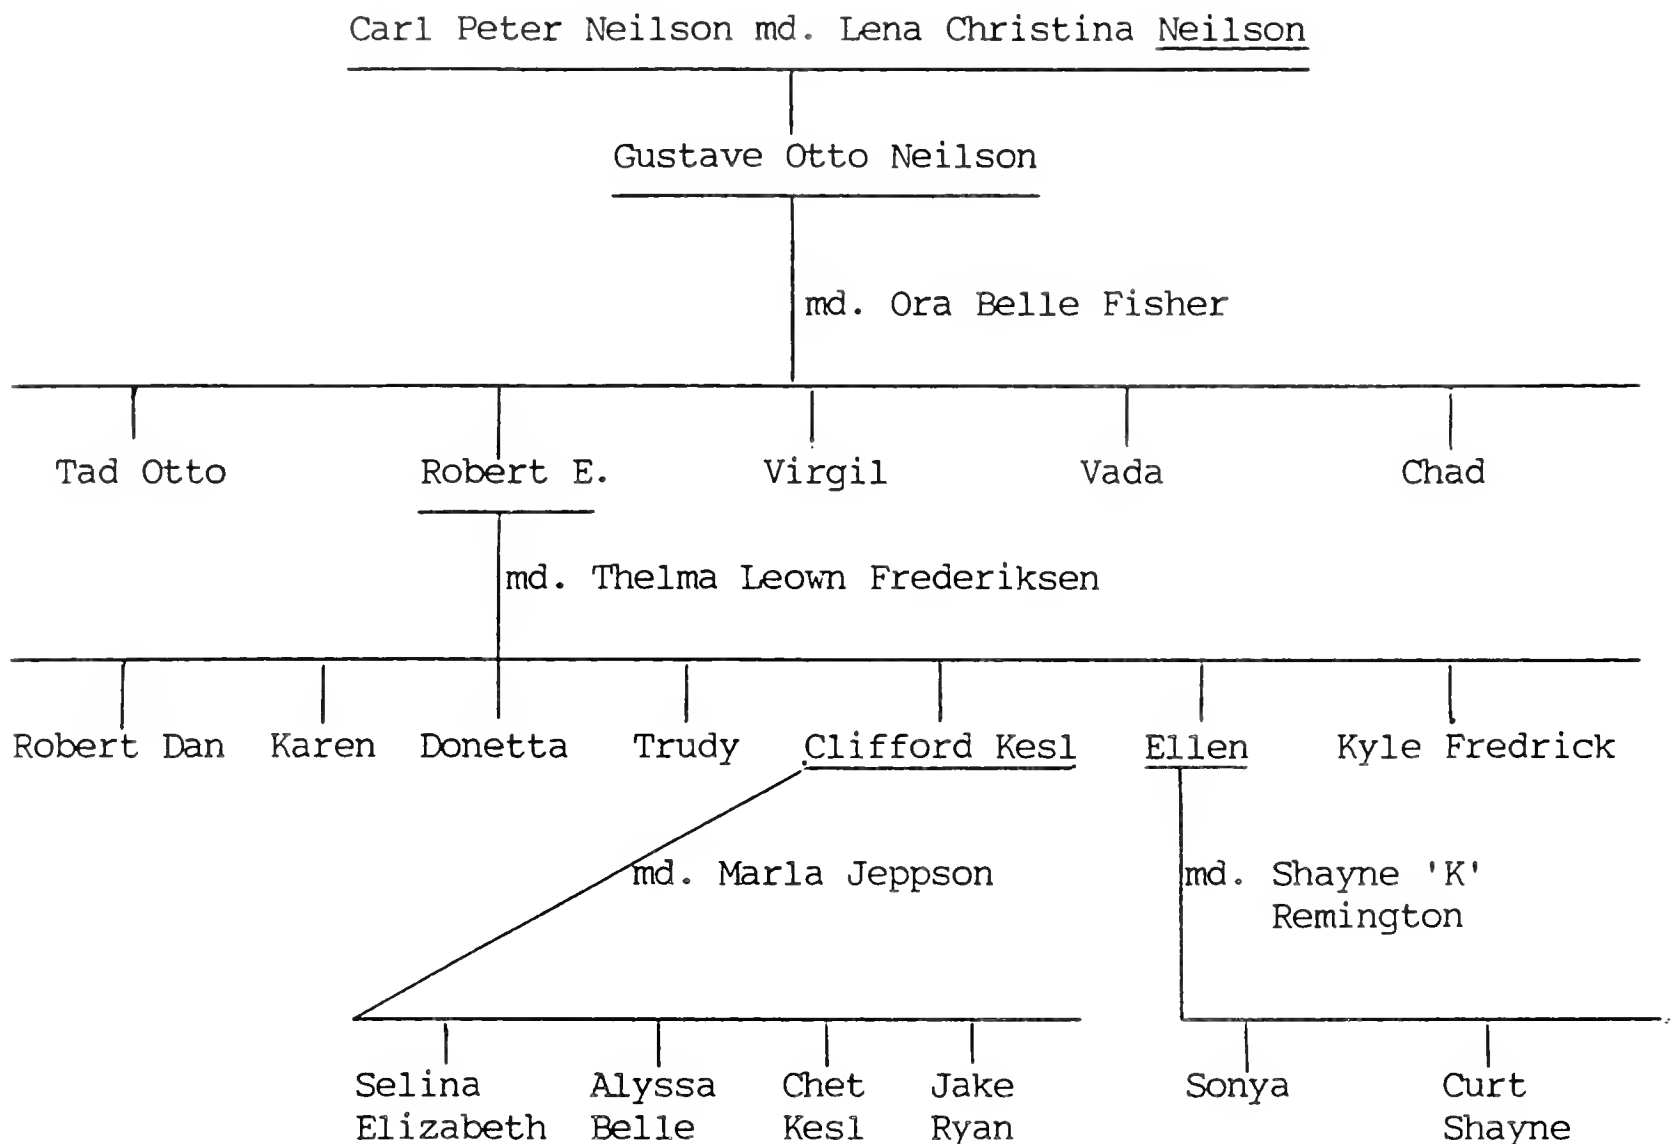 Carl Peter Neilson md. Lena Christina Neilson
Gustave Otto Neilson
md. Ora Belle Fisher
Tad Otto Robert E. Virgil Vada Chad
md. Thelma Leown Frederiksen
Robert Dan Karen Donetta Trudy Clifford Kesl Ellen Kyle Fredrick
md. Marla Jeppson
md. Shayne 'K'
Remington
Selina
Elizabeth
Alyssa
Belle
Chet
Kesl
Jake
Ryan
Sonya
Curt
Shayne